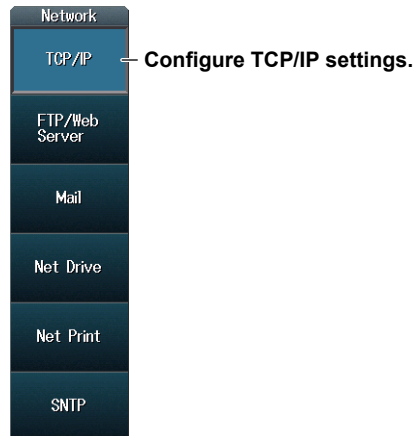 Network
TCP/IP
Configure TCP/IP settings.
FTP/Web
Server
Mail
Net Drive
Net Print
SNTP